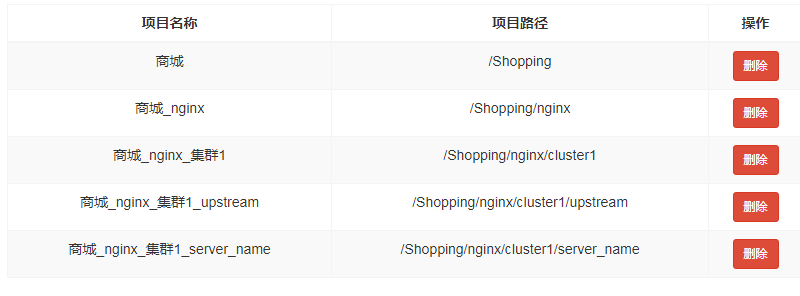 项目名称 项目路径 操作
商城 /Shopping 删除
商城_nginx /Shopping/nginx 删除
商城_nginx_集群1 /Shopping/nginx/cluster1 删除
商城_nginx_集群1_upstream /Shopping/nginx/cluster1/upstream 删除
商城_nginx_集群1_server_name /Shopping/nginx/cluster1/server_name 删除